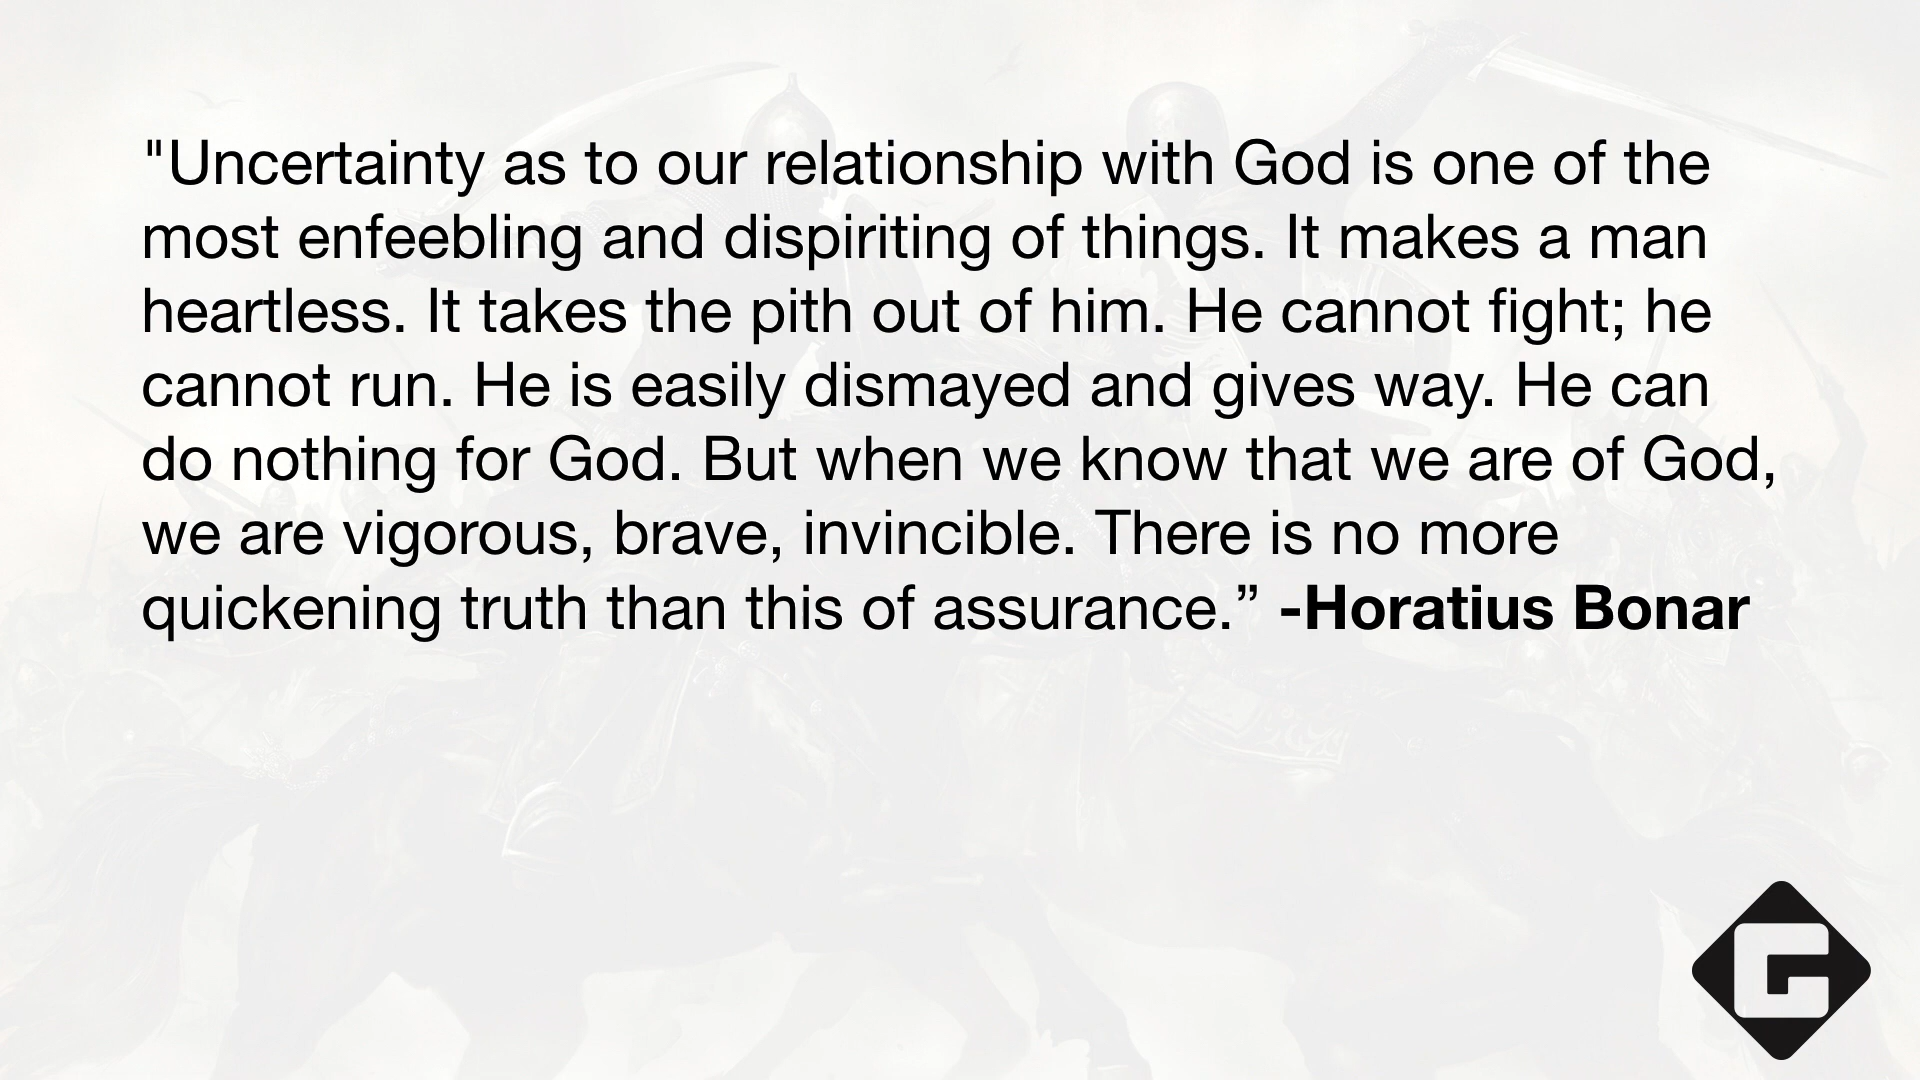 "Uncertainty as to our relationship with God is one of the
most enfeebling and dispiriting of things. It makes a man
heartless. It takes the pith out of him. He cannot fight; he
cannot run. He is easily dismayed and gives way. He can
do nothing for God. But when we know that we are of God,
we are vigorous, brave, invincible. There is no more
quickening truth than this of assurance.” -Horatius Bonar
G